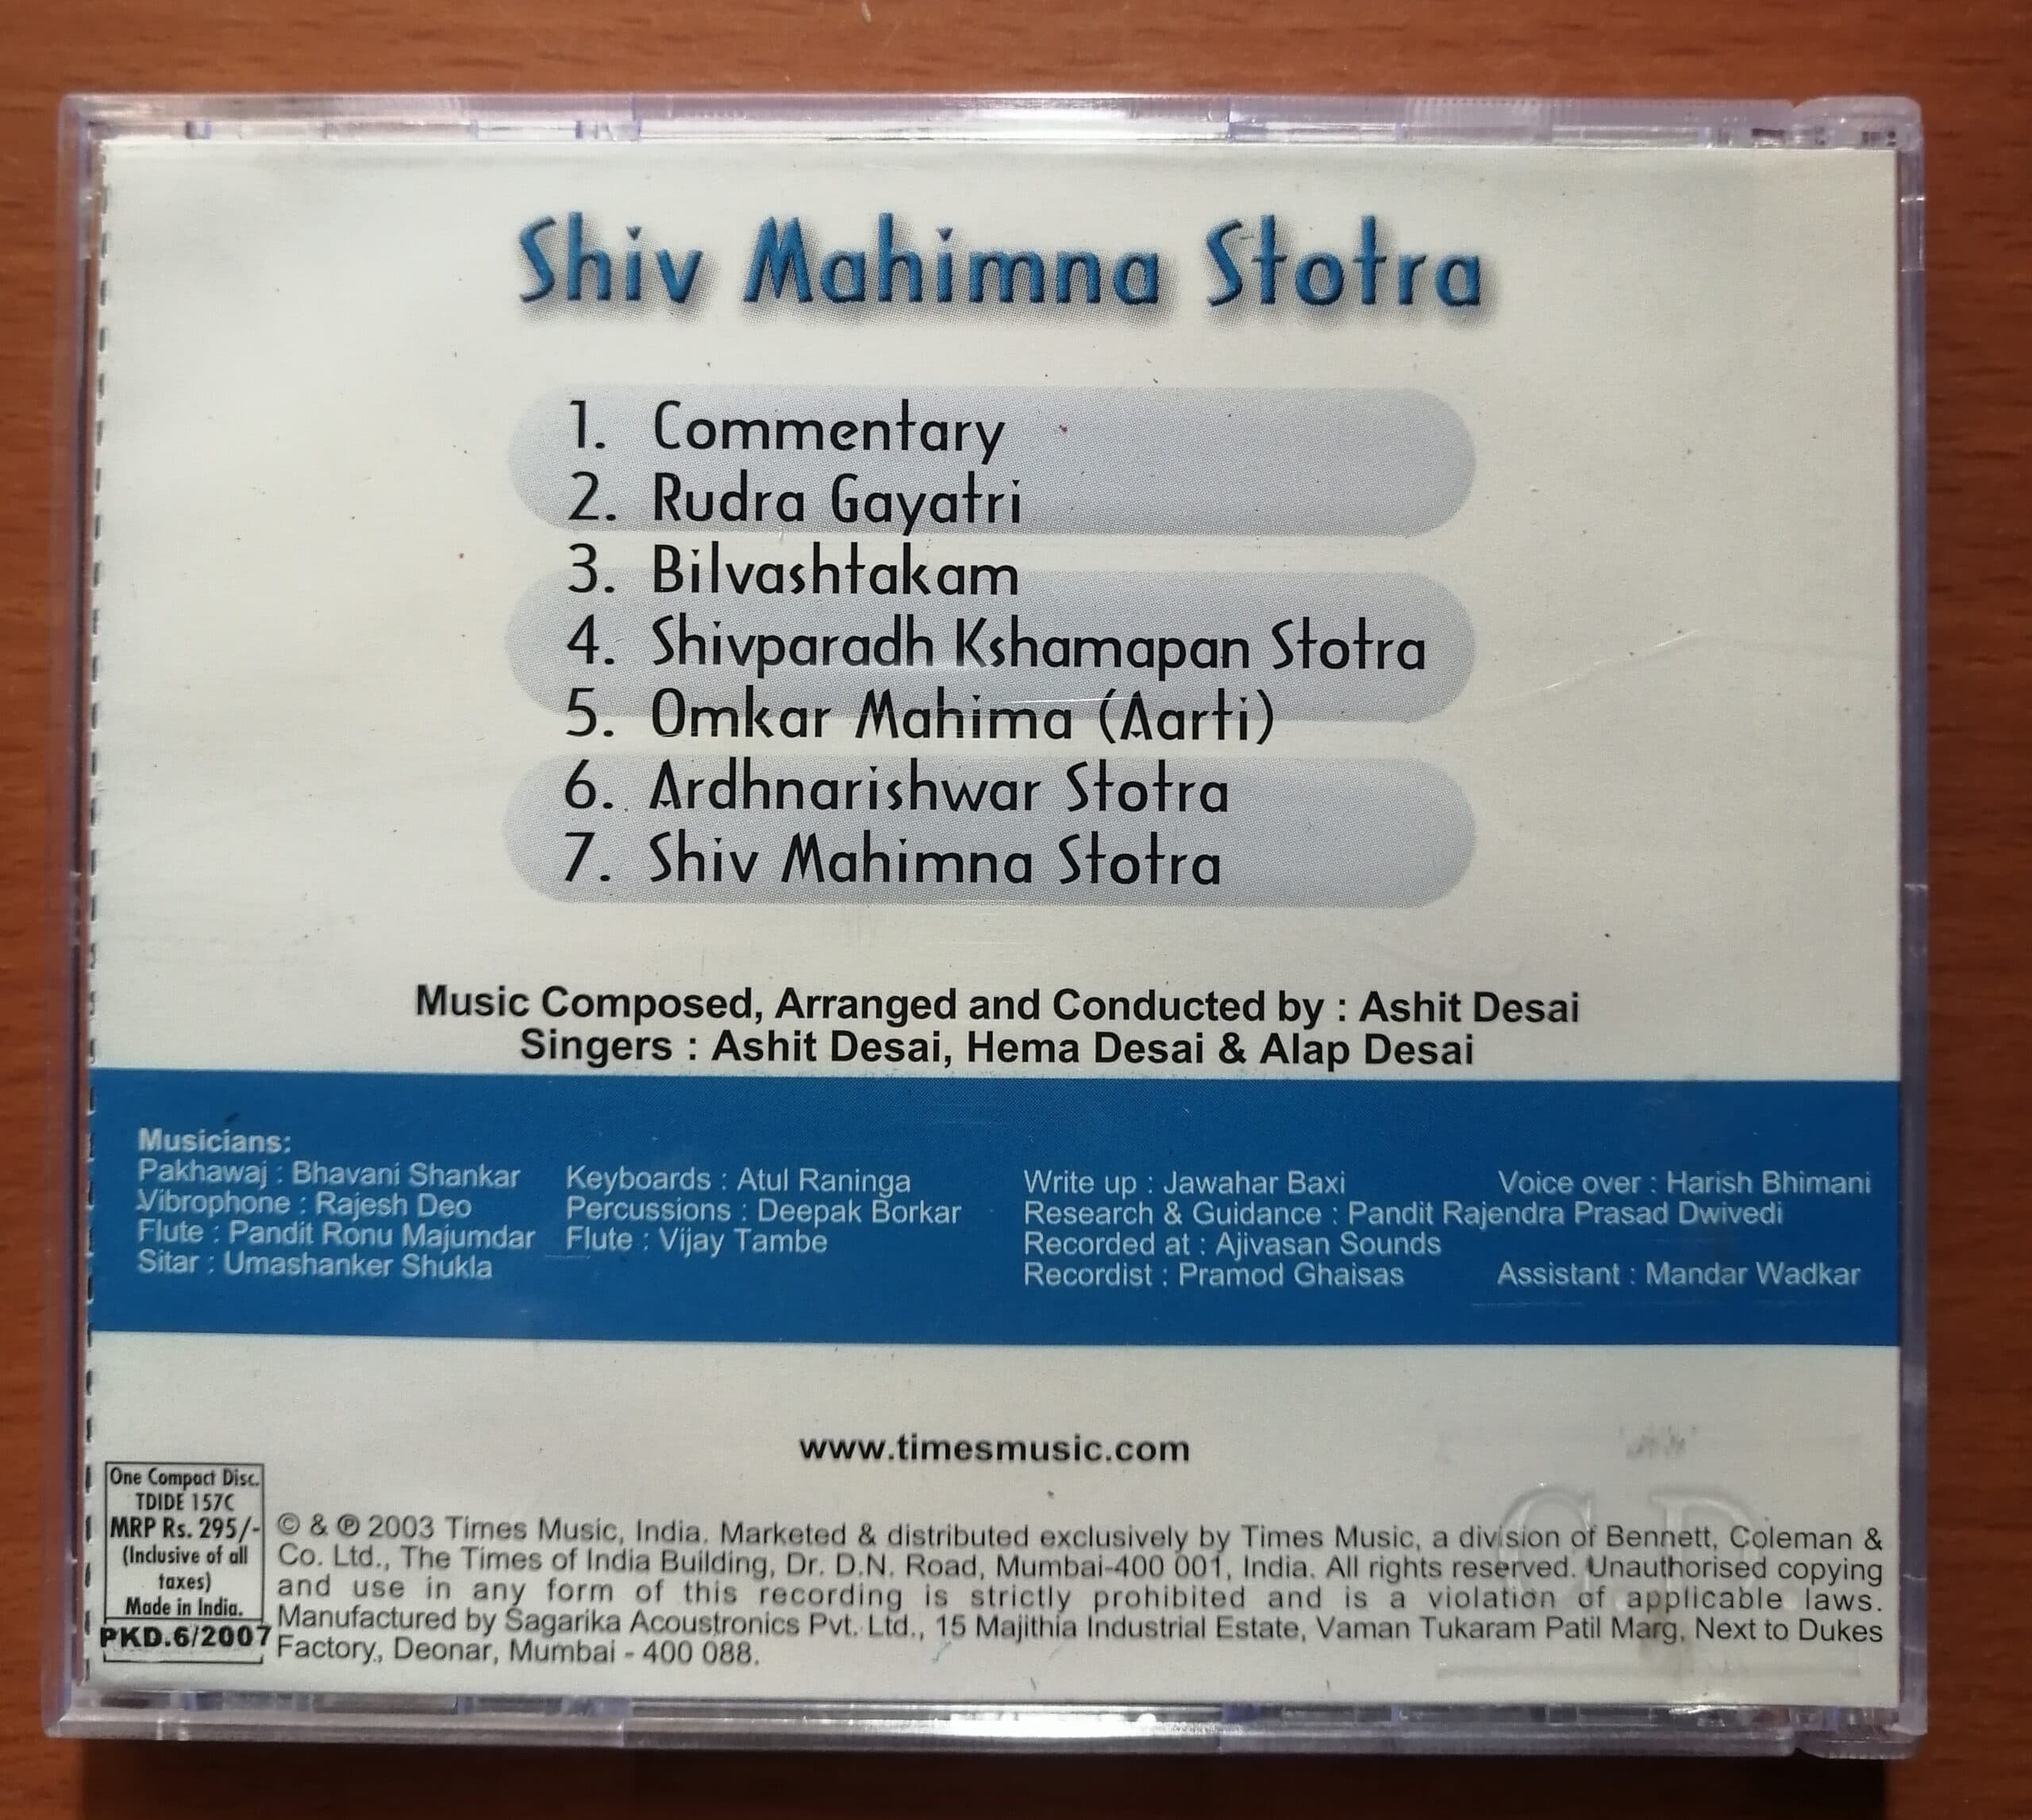 Shiv Mahimna Stotra
1. Commentary
2. Rudra Gayatri
3. Bilvashtakam
4. Shivparadh Kshamapan Stotra
5. Omkar Mahima (Aarti)
6. Ardhnarishwar Stotra
7. Shiv Mahimna Stotra
Music Composed, Arranged and Conducted by : Ashit Desai
Singers : Ashit Desai, Hema Desai & Alap Desai
Musicians:
Pakhawaj : Bhavani Shankar
Vibrophone : Rajesh Deo
Flute : Pandit Ronu Majumdar
Sitar : Umashanker Shukla
Keyboards : Atul Raninga
Percussions : Deepak Borkar
Flute : Vijay Tambe
Write up : Jawahar Baxi Voice over : Harish Bhimani
Research & Guidance : Pandit Rajendra Prasad Dwivedi
Recorded at : Ajivasan Sounds
Recordist : Pramod Ghaisas Assistant : Mandar Wadkar
www.timesmusic.com
One Compact Disc.
TDIDE 157C
MRP Rs. 295/-
(Inclusive of all
taxes)
Made in India.
PKD.6/2007
© & ℗ 2003 Times Music, India. Marketed & distributed exclusively by Times Music, a division of Bennett, Coleman &
Co. Ltd., The Times of India Building, Dr. D.N. Road, Mumbai-400 001, India. All rights reserved. Unauthorised copying
and use in any form of this recording is strictly prohibited and is a violation of applicable laws.
Manufactured by Sagarika Acoustronics Pvt. Ltd., 15 Majithia Industrial Estate, Vaman Tukaram Patil Marg, Next to Dukes
Factory, Deonar, Mumbai - 400 088.